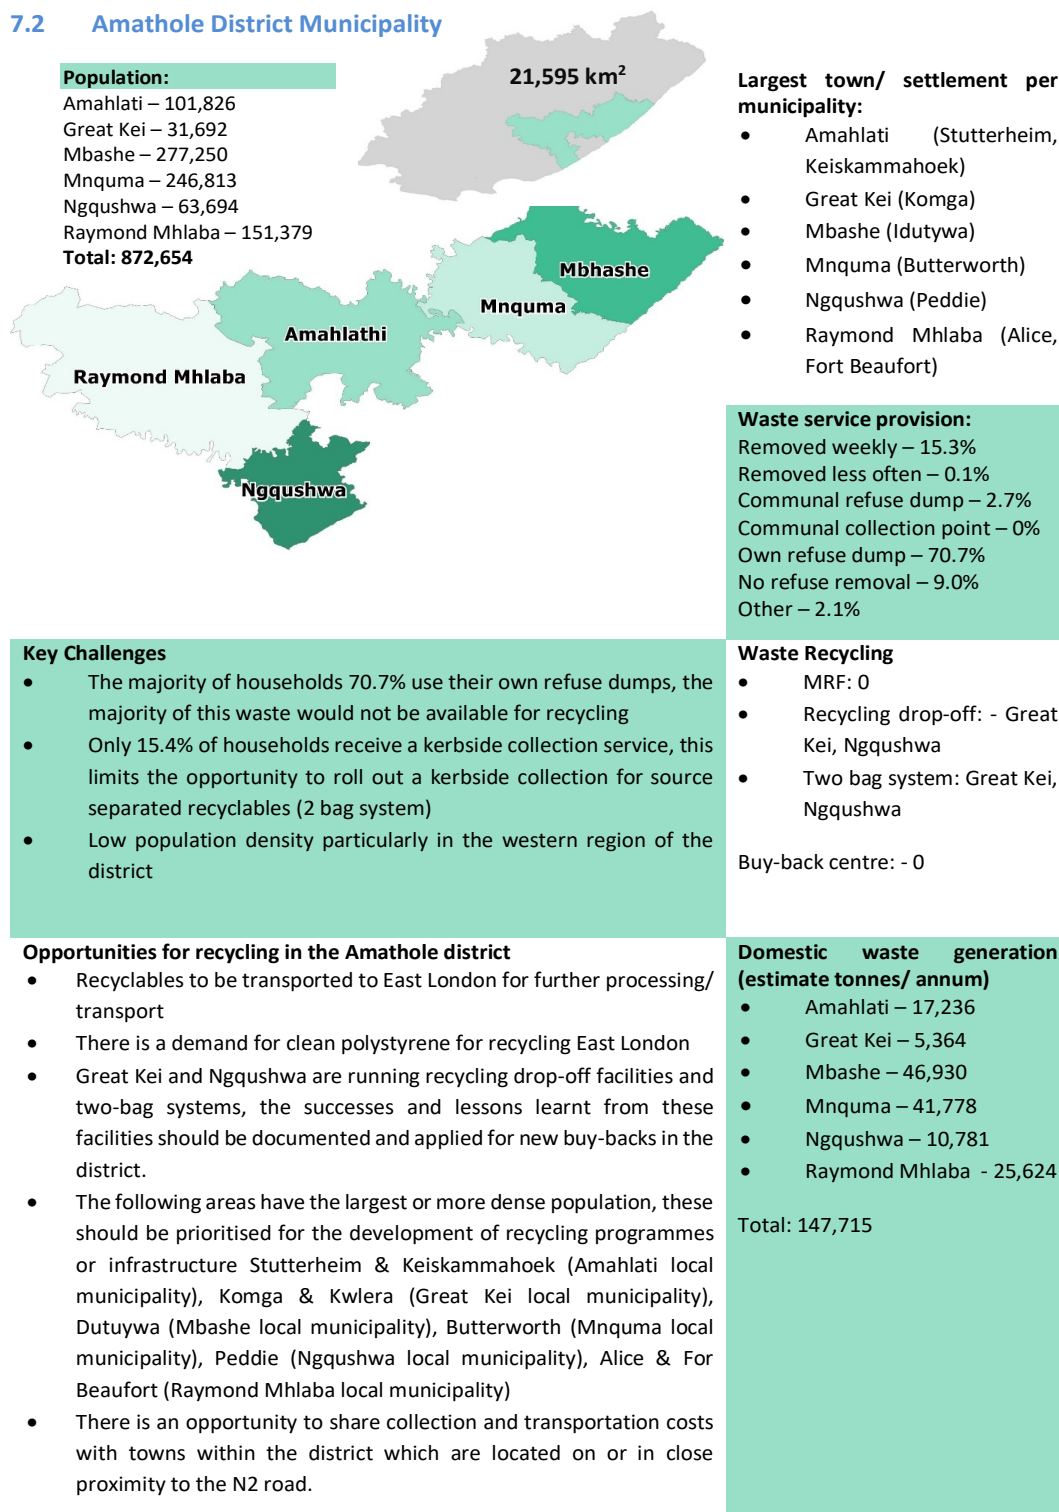 7.2 Amathole District Municipality
Population:
Amahlati – 101,826
Great Kei – 31,692
Mbashe – 277,250
Mnquma – 246,813
Ngqushwa – 63,694
Raymond Mhlaba – 151,379
Total: 872,654
21,595 km²
Mbhashe
Mnquma
Amahlathi
Raymond Mhlaba
Ngqushwa
Largest town/ settlement per
municipality:
• Amahlati (Stutterheim,
Keiskammahoek)
• Great Kei (Komga)
• Mbashe (Idutywa)
• Mnquma (Butterworth)
• Ngqushwa (Peddie)
• Raymond Mhlaba (Alice,
Fort Beaufort)
Waste service provision:
Removed weekly – 15.3%
Removed less often – 0.1%
Communal refuse dump – 2.7%
Communal collection point – 0%
Own refuse dump – 70.7%
No refuse removal – 9.0%
Other – 2.1%
Key Challenges
• The majority of households 70.7% use their own refuse dumps, the
majority of this waste would not be available for recycling
• Only 15.4% of households receive a kerbside collection service, this
limits the opportunity to roll out a kerbside collection for source
separated recyclables (2 bag system)
• Low population density particularly in the western region of the
district
Waste Recycling
• MRF: 0
• Recycling drop-off: - Great
Kei, Ngqushwa
• Two bag system: Great Kei,
Ngqushwa
Buy-back centre: - 0
Opportunities for recycling in the Amathole district
• Recyclables to be transported to East London for further processing/
transport
• There is a demand for clean polystyrene for recycling East London
• Great Kei and Ngqushwa are running recycling drop-off facilities and
two-bag systems, the successes and lessons learnt from these
facilities should be documented and applied for new buy-backs in the
district.
• The following areas have the largest or more dense population, these
should be prioritised for the development of recycling programmes
or infrastructure Stutterheim & Keiskammahoek (Amahlati local
municipality), Komga & Kwlera (Great Kei local municipality),
Dutuywa (Mbashe local municipality), Butterworth (Mnquma local
municipality), Peddie (Ngqushwa local municipality), Alice & For
Beaufort (Raymond Mhlaba local municipality)
• There is an opportunity to share collection and transportation costs
with towns within the district which are located on or in close
proximity to the N2 road.
Domestic waste generation
(estimate tonnes/ annum)
• Amahlati – 17,236
• Great Kei – 5,364
• Mbashe – 46,930
• Mnquma – 41,778
• Ngqushwa – 10,781
• Raymond Mhlaba - 25,624
Total: 147,715